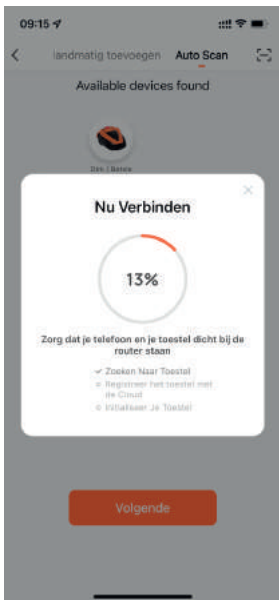 09:15
landmatig toevoegen Auto Scan
Available devices found
Nu Verbinden
13%
Zorg dat je telefoon en je toestel dicht bij de
router staan
Zoeken Naar Toestel
Registreer het toestel met
de Cloud
Initialiseer Je Toestel
Volgende